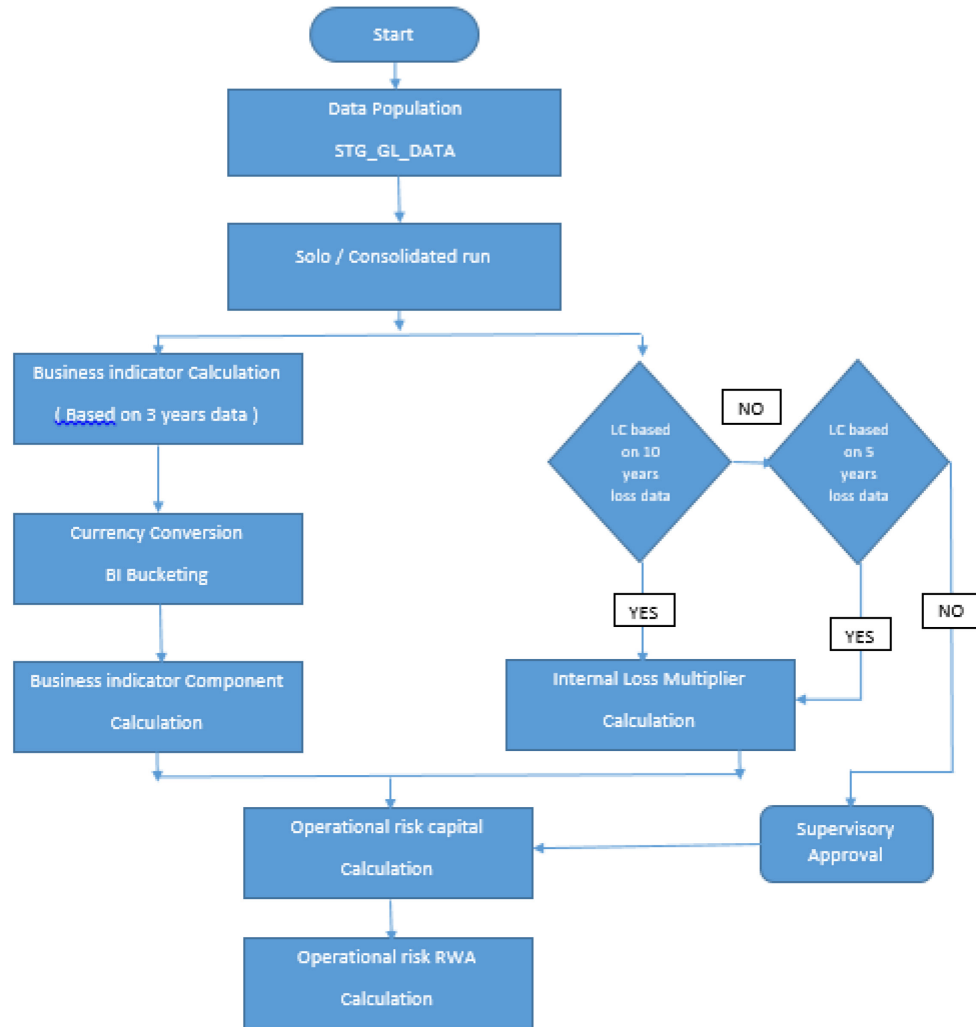 Start
Data Population
STG_GL_DATA
Solo / Consolidated run
Business indicator Calculation
( Based on 3 years data )
LC based
on 10
years
loss data
NO
LC based
on 5
years
loss data
Currency Conversion
BI Bucketing
YES
YES
NO
Business indicator Component
Calculation
Internal Loss Multiplier
Calculation
Operational risk capital
Calculation
Supervisory
Approval
Operational risk RWA
Calculation